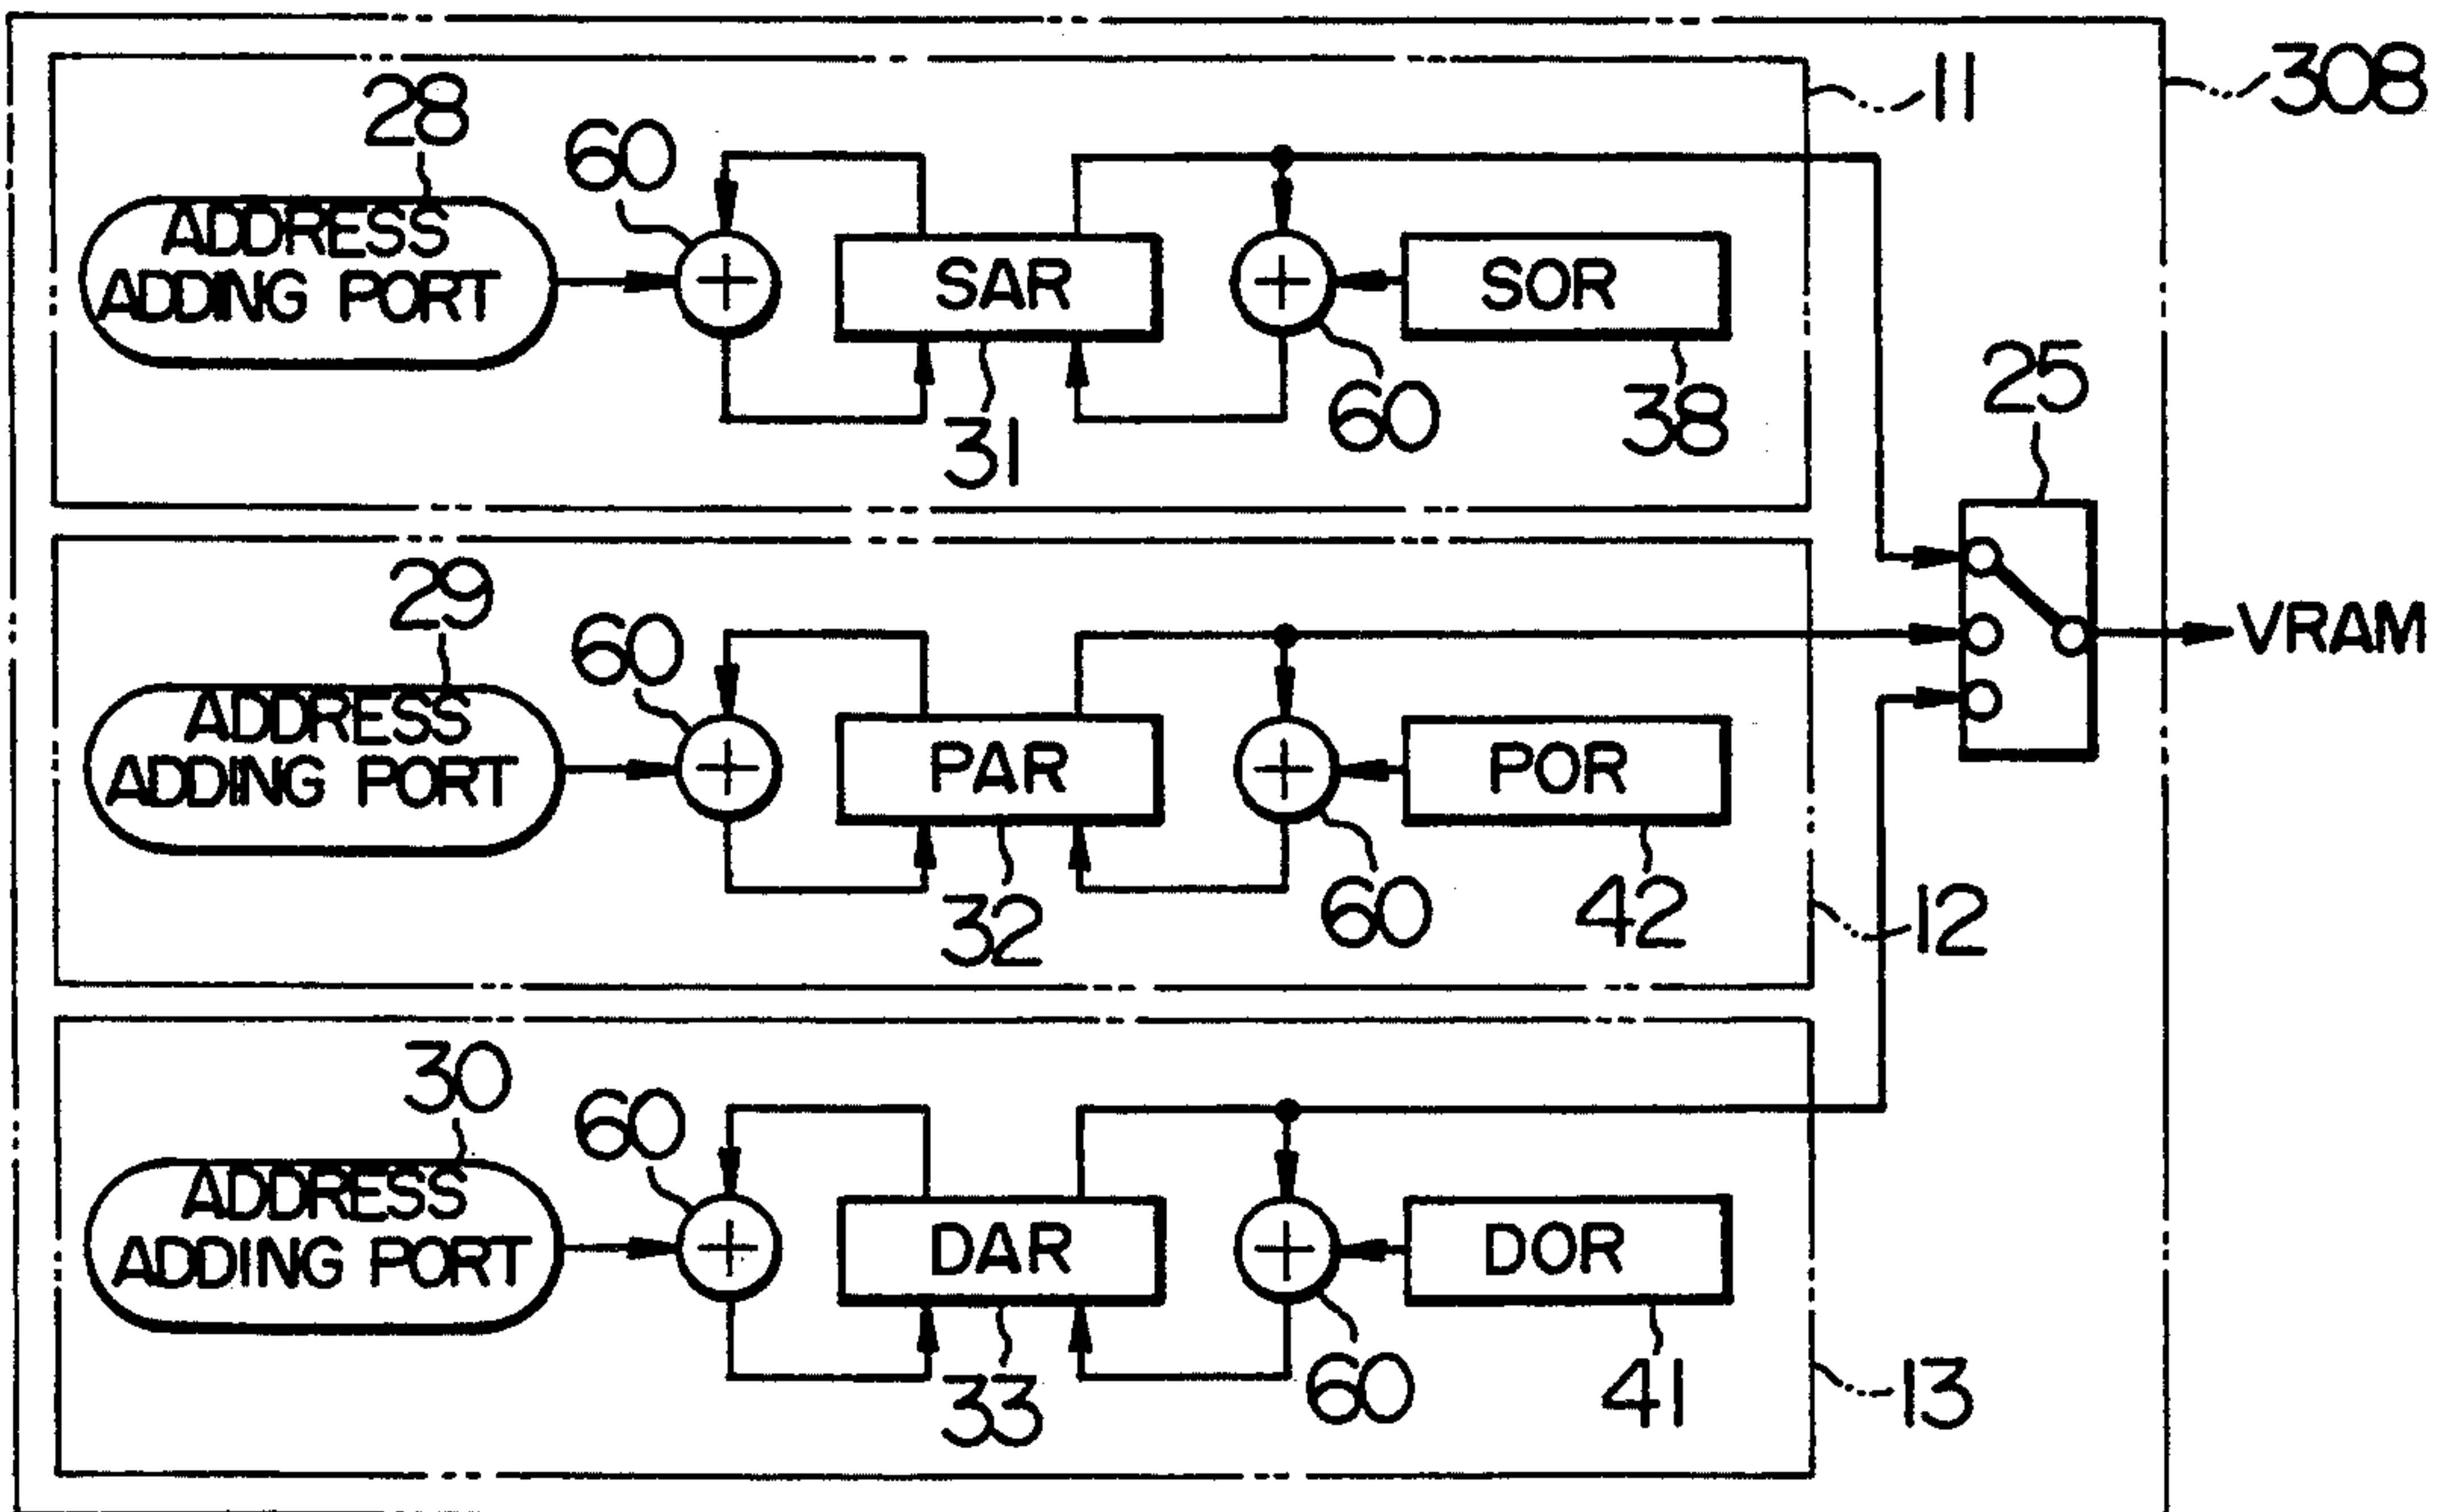 11
308
28
60
ADDRESS
ADDING PORT
SAR
SOR
31
60
38
25
29
60
ADDRESS
ADDING PORT
PAR
POR
VRAM
32
60
42
12
30
60
ADDRESS
ADDING PORT
DAR
DOR
33
60
41
13